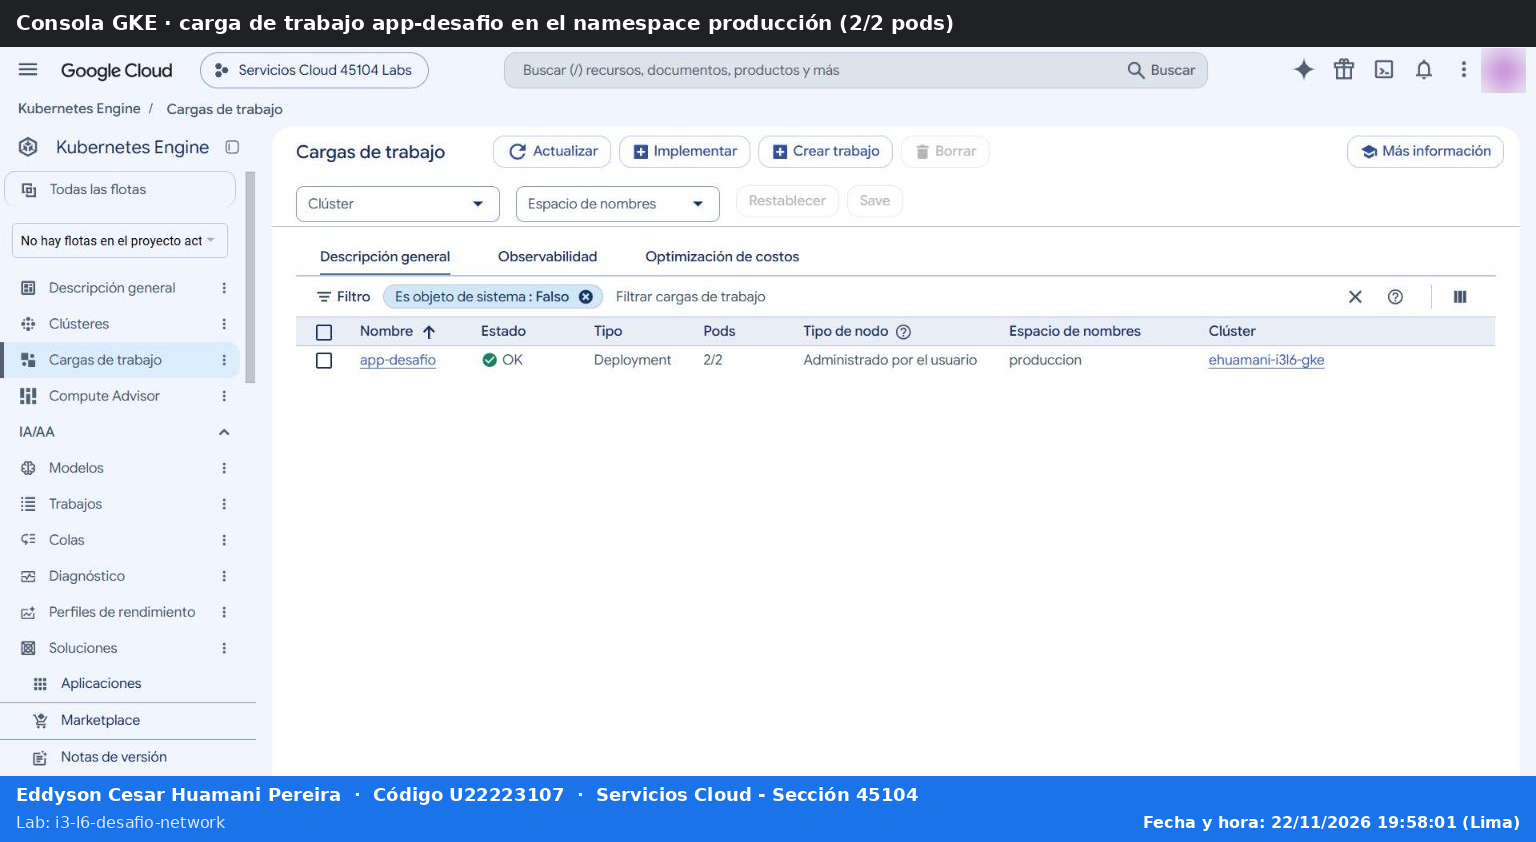 Consola GKE · carga de trabajo app-desafio en el namespace producción (2/2 pods)
Google Cloud
Servicios Cloud 45104 Labs
Buscar (/) recursos, documentos, productos y más
Buscar
Kubernetes Engine / Cargas de trabajo
Kubernetes Engine
Cargas de trabajo
Actualizar
Implementar
Crear trabajo
Borrar
Más información
Todas las flotas
Clúster
Espacio de nombres
Restablecer
Save
No hay flotas en el proyecto act
Descripción general
Observabilidad
Optimización de costos
Filtro
Es objeto de sistema : Falso
Filtrar cargas de trabajo
Nombre Estado Tipo Pods Tipo de nodo Espacio de nombres Clúster
app-desafio OK Deployment 2/2 Administrado por el usuario produccion ehuamani-i3l6-gke
Descripción general
Clústeres
Cargas de trabajo
Compute Advisor
IA/AA
Modelos
Trabajos
Colas
Diagnóstico
Perfiles de rendimiento
Soluciones
Aplicaciones
Marketplace
Notas de versión
Eddyson Cesar Huamani Pereira · Código U22223107 · Servicios Cloud - Sección 45104
Lab: i3-l6-desafio-network
Fecha y hora: 22/11/2026 19:58:01 (Lima)